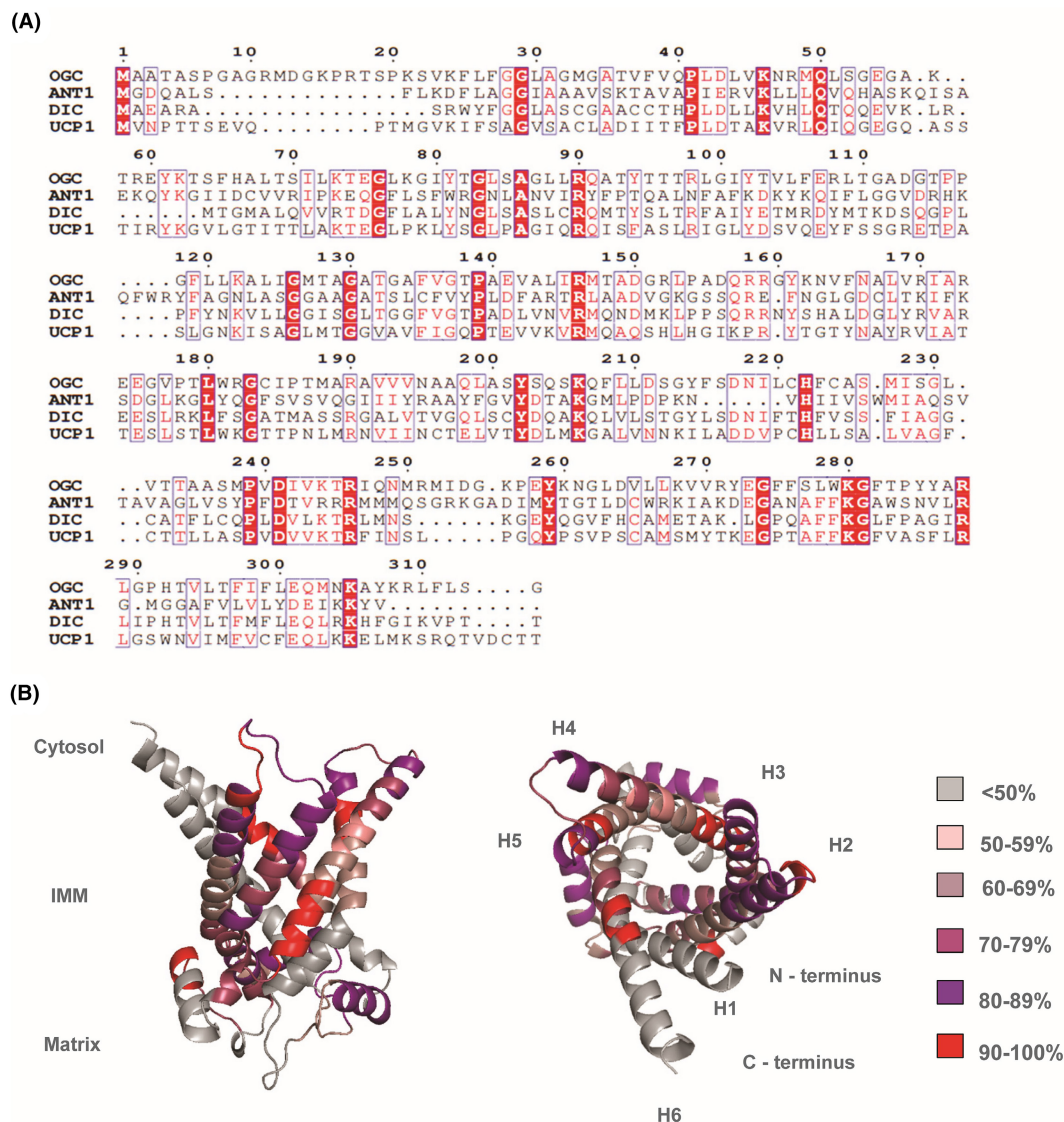 (A)
1 10 20 30 40 50
OGC MAATASPGAGRMDGKPRTSPKSVKFLFGGLAGMGATVFVQPLDLVKNRMQLSGEGA.K..
ANT1 MGDQALS.............FLKDFLAGGIAAAVSKTAVAPIERVKLLLQVQHASKQISA
DIC MAEARA..............SRWYFGGLASCGAACCTHPLDLLKVHLQTQQEVKLR.
UCP1 MVNPTTSEVQ..........PTMGVKIFSAGVSACLADIITFPLDTAKVRLQIQGEGQASS
60 70 80 90 100 110
OGC TREYKTSFHALTSILKTEGLKGIYTGLSAGLLRQATYTTTRLGIYTVLFERLTGADGTPP
ANT1 EKQYKGIIDCVVRIPKEQGFLSFWRGNLANVIRYFPTQALNFAFKDKYKQIFLGGVDRHK
DIC .....MTGMALQVVRTDGFLALYNGLSASLCRQMTYSLTRFAIYETMRDYMTKDSQGPL
UCP1 TIRYKGVLGTITTLAKTEGLPKLYSGLPAGIQRQISFASLRIGLYDSVQEYFSSGRETPA
120 130 140 150 160 170
OGC ....GFLLKALIGMTAGATGAFVGTPAEVALIRMTADGRLPADQRRGYKNVFNALVRIAR
ANT1 QFWRYFAGNLASGGAAGATSLCFVYPLDFARTRLAADVGKGSSQRE.FNGLGDCLTKIFK
DIC ....PFYNKVLLGGISGLTGGFVGTPADLVNVRMQNDMKLPPSQRRNYSHALDGLYRVAR
UCP1 ....SLGNKISAGLMTGGVAVFIGQPTEVVKVRMQAQSHLHGIKPR.YTGTYNAYRVIAT
180 190 200 210 220 230
OGC EEGVPTLWRGCIPTMARAVVVNAAQLASYSQSKQFLLDSGYFSDNILCHFCAS.MISGL.
ANT1 SDGLKGLYQGFSVSVQGIIIYRAAYFGVYDTAKGMLPDPKN.....VHIIVSWMIAQSV
DIC EESLRKLFSGATMASSRGALVTVGQLSCYDQAKQLVLSTGYLSDNIFTHFVSS.FIAGG.
UCP1 TESLSTLWKGTTPNLMRNVIINCTELVTYDLMKGALVNNKILADDVPCHLLSA.LVAGF.
240 250 260 270 280
OGC ..VTTAASMPVDIVKTRIQNMRMIDG.KPEYKNGLDVLLKVVRYEGFFSLWKGFTPYYAR
ANT1 TAVAGLVSYPFDTVRRRMMMQSGRKGADIMYTGTLDCWRKIAKDEGANAFFKGAWSNVLR
DIC ..CATFLCQPLDVLKTRLMNS......KGEYQGVFHCAMETAK.LGPQAFFKGLFPAGIR
UCP1 ..CTTLLASPVDVVKTRFINSL.....PGQYPSVPSCAMSMYTKEGPTAFFKGFVASFLR
290 300 310
OGC LGPHTVLTFIFLEQMNKAYKRLFLS....G
ANT1 G.MGGAFVLVLYDEIKKYV...........
DIC LIPHTVLTFMFLEQLRKHFGIKVPT....T
UCP1 LGSWNVIMFVCFEQLKKELMKSRQTVDCTT
(B)
Cytosol
IMM
Matrix
H4
H3
H5
H2
N - terminus
H1
C - terminus
H6
<50%
50-59%
60-69%
70-79%
80-89%
90-100%